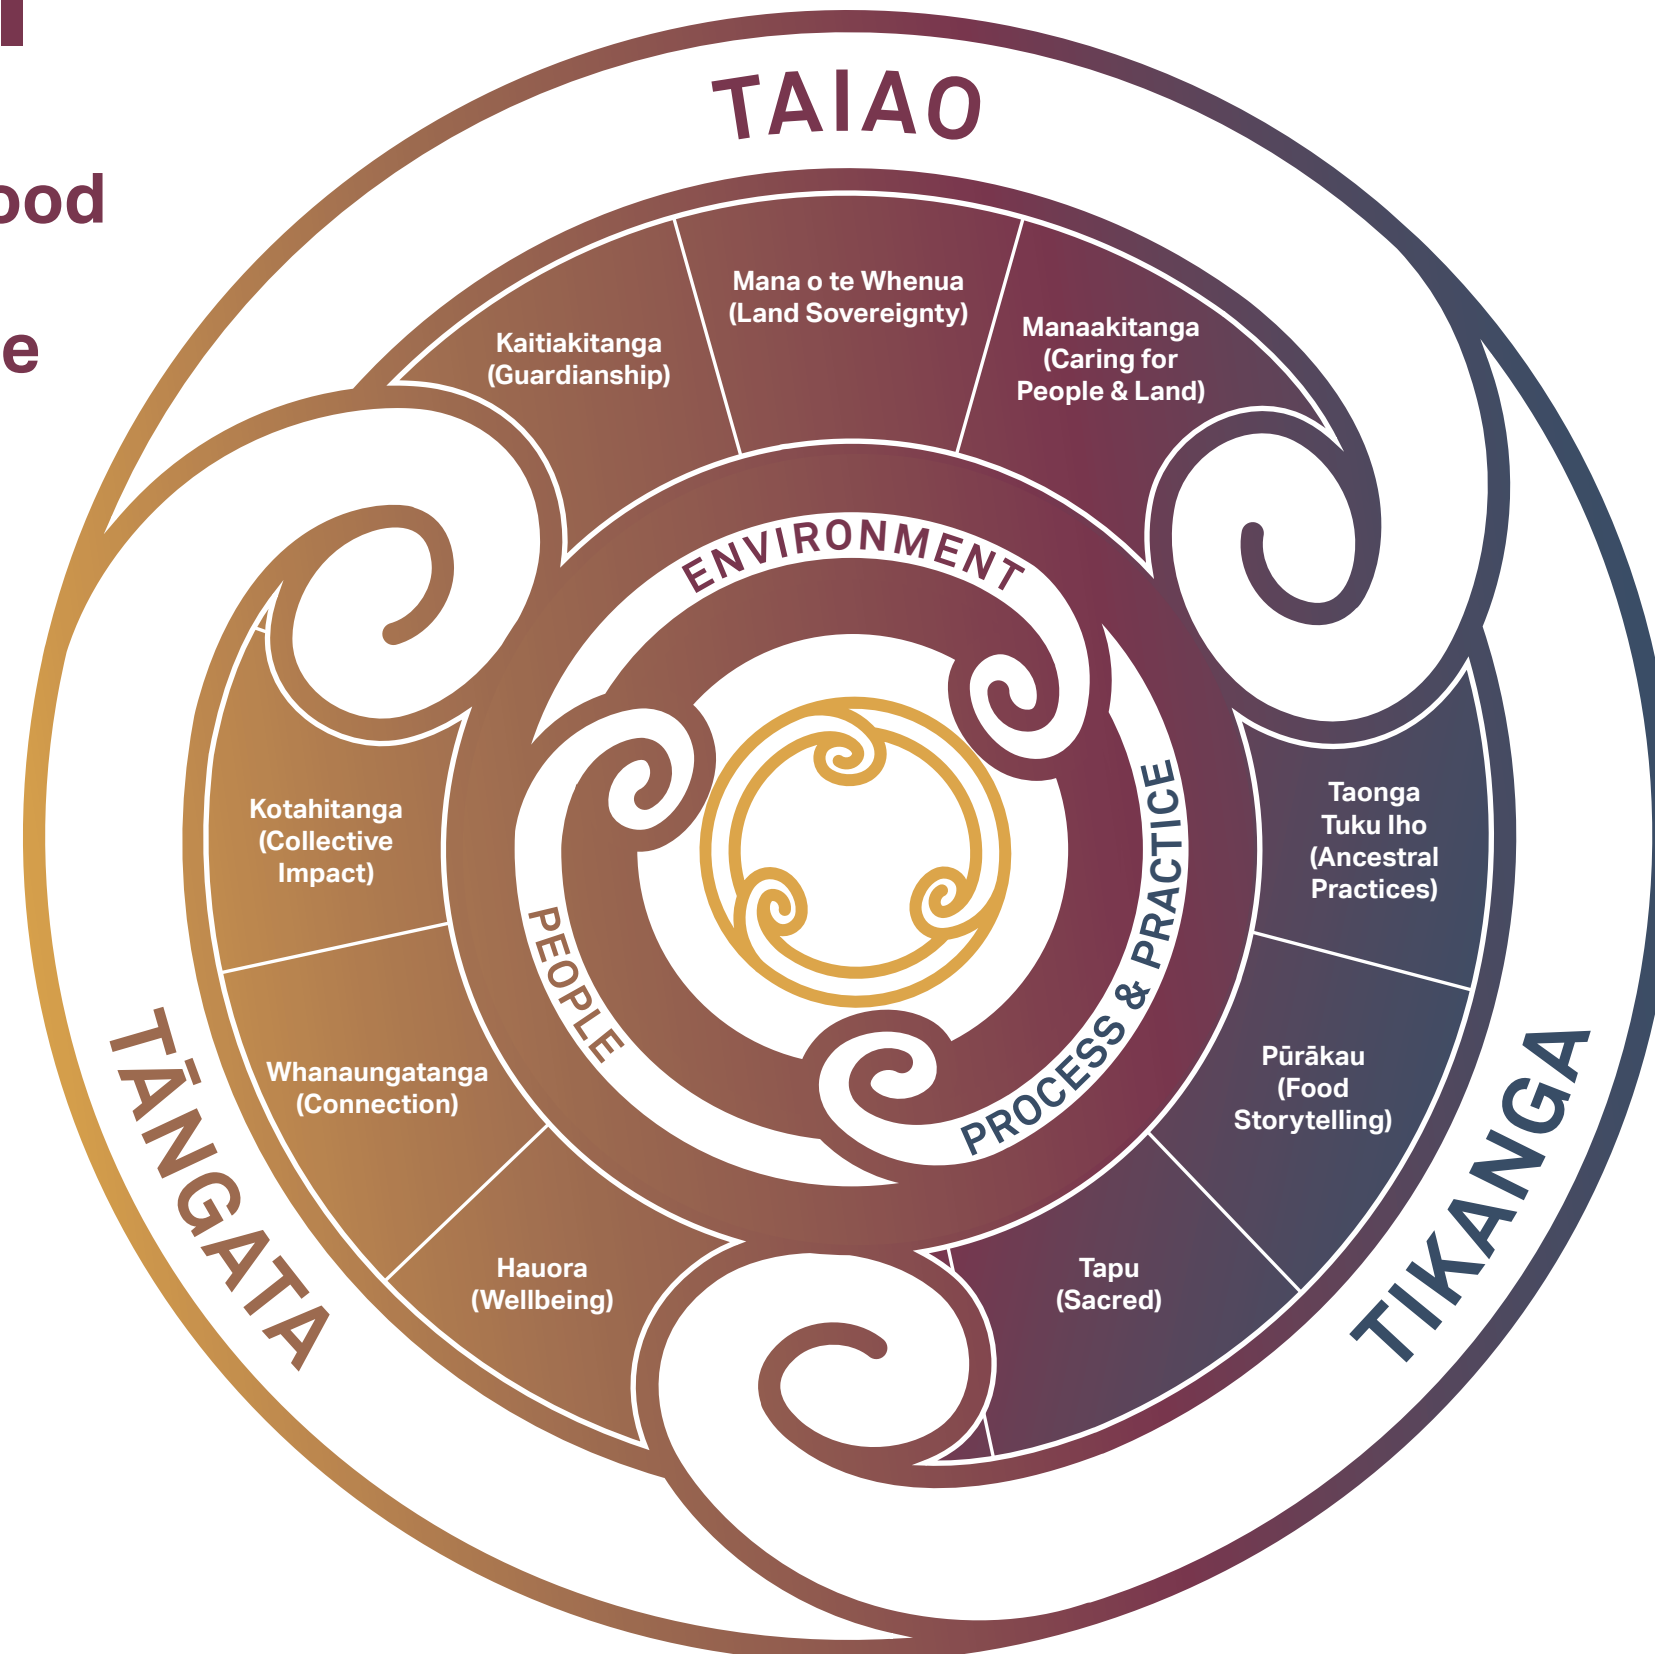 ood
e
TAIAO
Kaitiakitanga
(Guardianship)
Mana o te Whenua
(Land Sovereignty)
Manaakitanga
(Caring for
People & Land)
ENVIRONMENT
PEOPLE
PROCESS & PRACTICE
Kotahitanga
(Collective
Impact)
Whanaungatanga
(Connection)
Hauora
(Wellbeing)
Taonga
Tuku Iho
(Ancestral
Practices)
Pūrākau
(Food
Storytelling)
Tapu
(Sacred)
TĀNGATA
TIKANGA